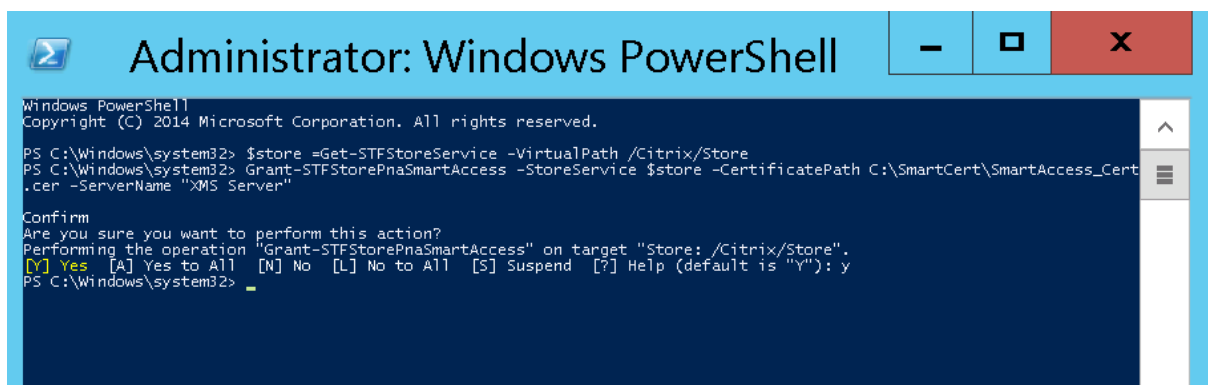 Administrator: Windows PowerShell
Windows PowerShell
Copyright (C) 2014 Microsoft Corporation. All rights reserved.
PS C:\Windows\system32> $store =Get-STFStoreService -VirtualPath /Citrix/Store
PS C:\Windows\system32> Grant-STFStorePnaSmartAccess -StoreService $store -CertificatePath C:\SmartCert\SmartAccess_Cert
.cer -ServerName "XMS Server"
Confirm
Are you sure you want to perform this action?
Performing the operation "Grant-STFStorePnaSmartAccess" on target "Store: /Citrix/Store".
[Y] Yes  [A] Yes to All  [N] No  [L] No to All  [S] Suspend  [?] Help (default is "Y"): y
PS C:\Windows\system32>